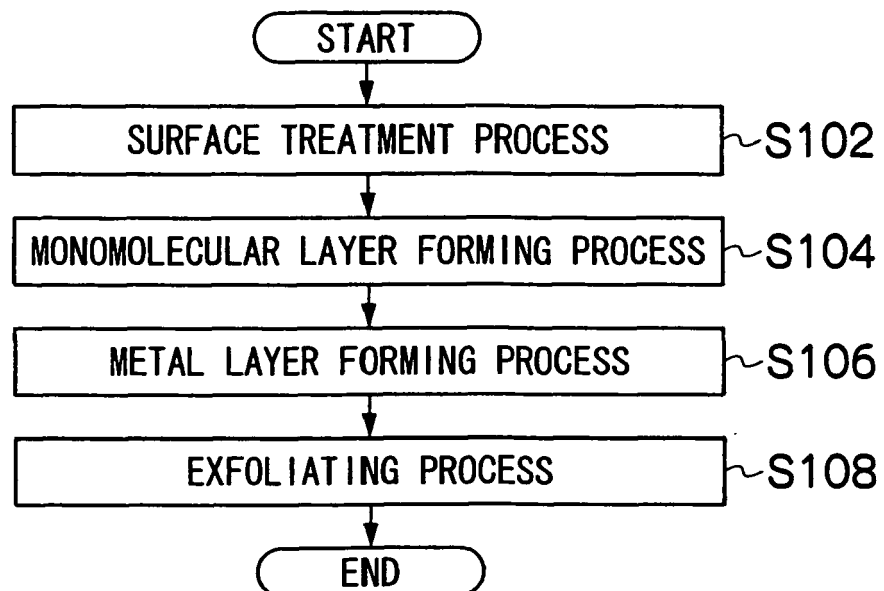 START
SURFACE TREATMENT PROCESS S102
MONOMOLECULAR LAYER FORMING PROCESS S104
METAL LAYER FORMING PROCESS S106
EXFOLIATING PROCESS S108
END